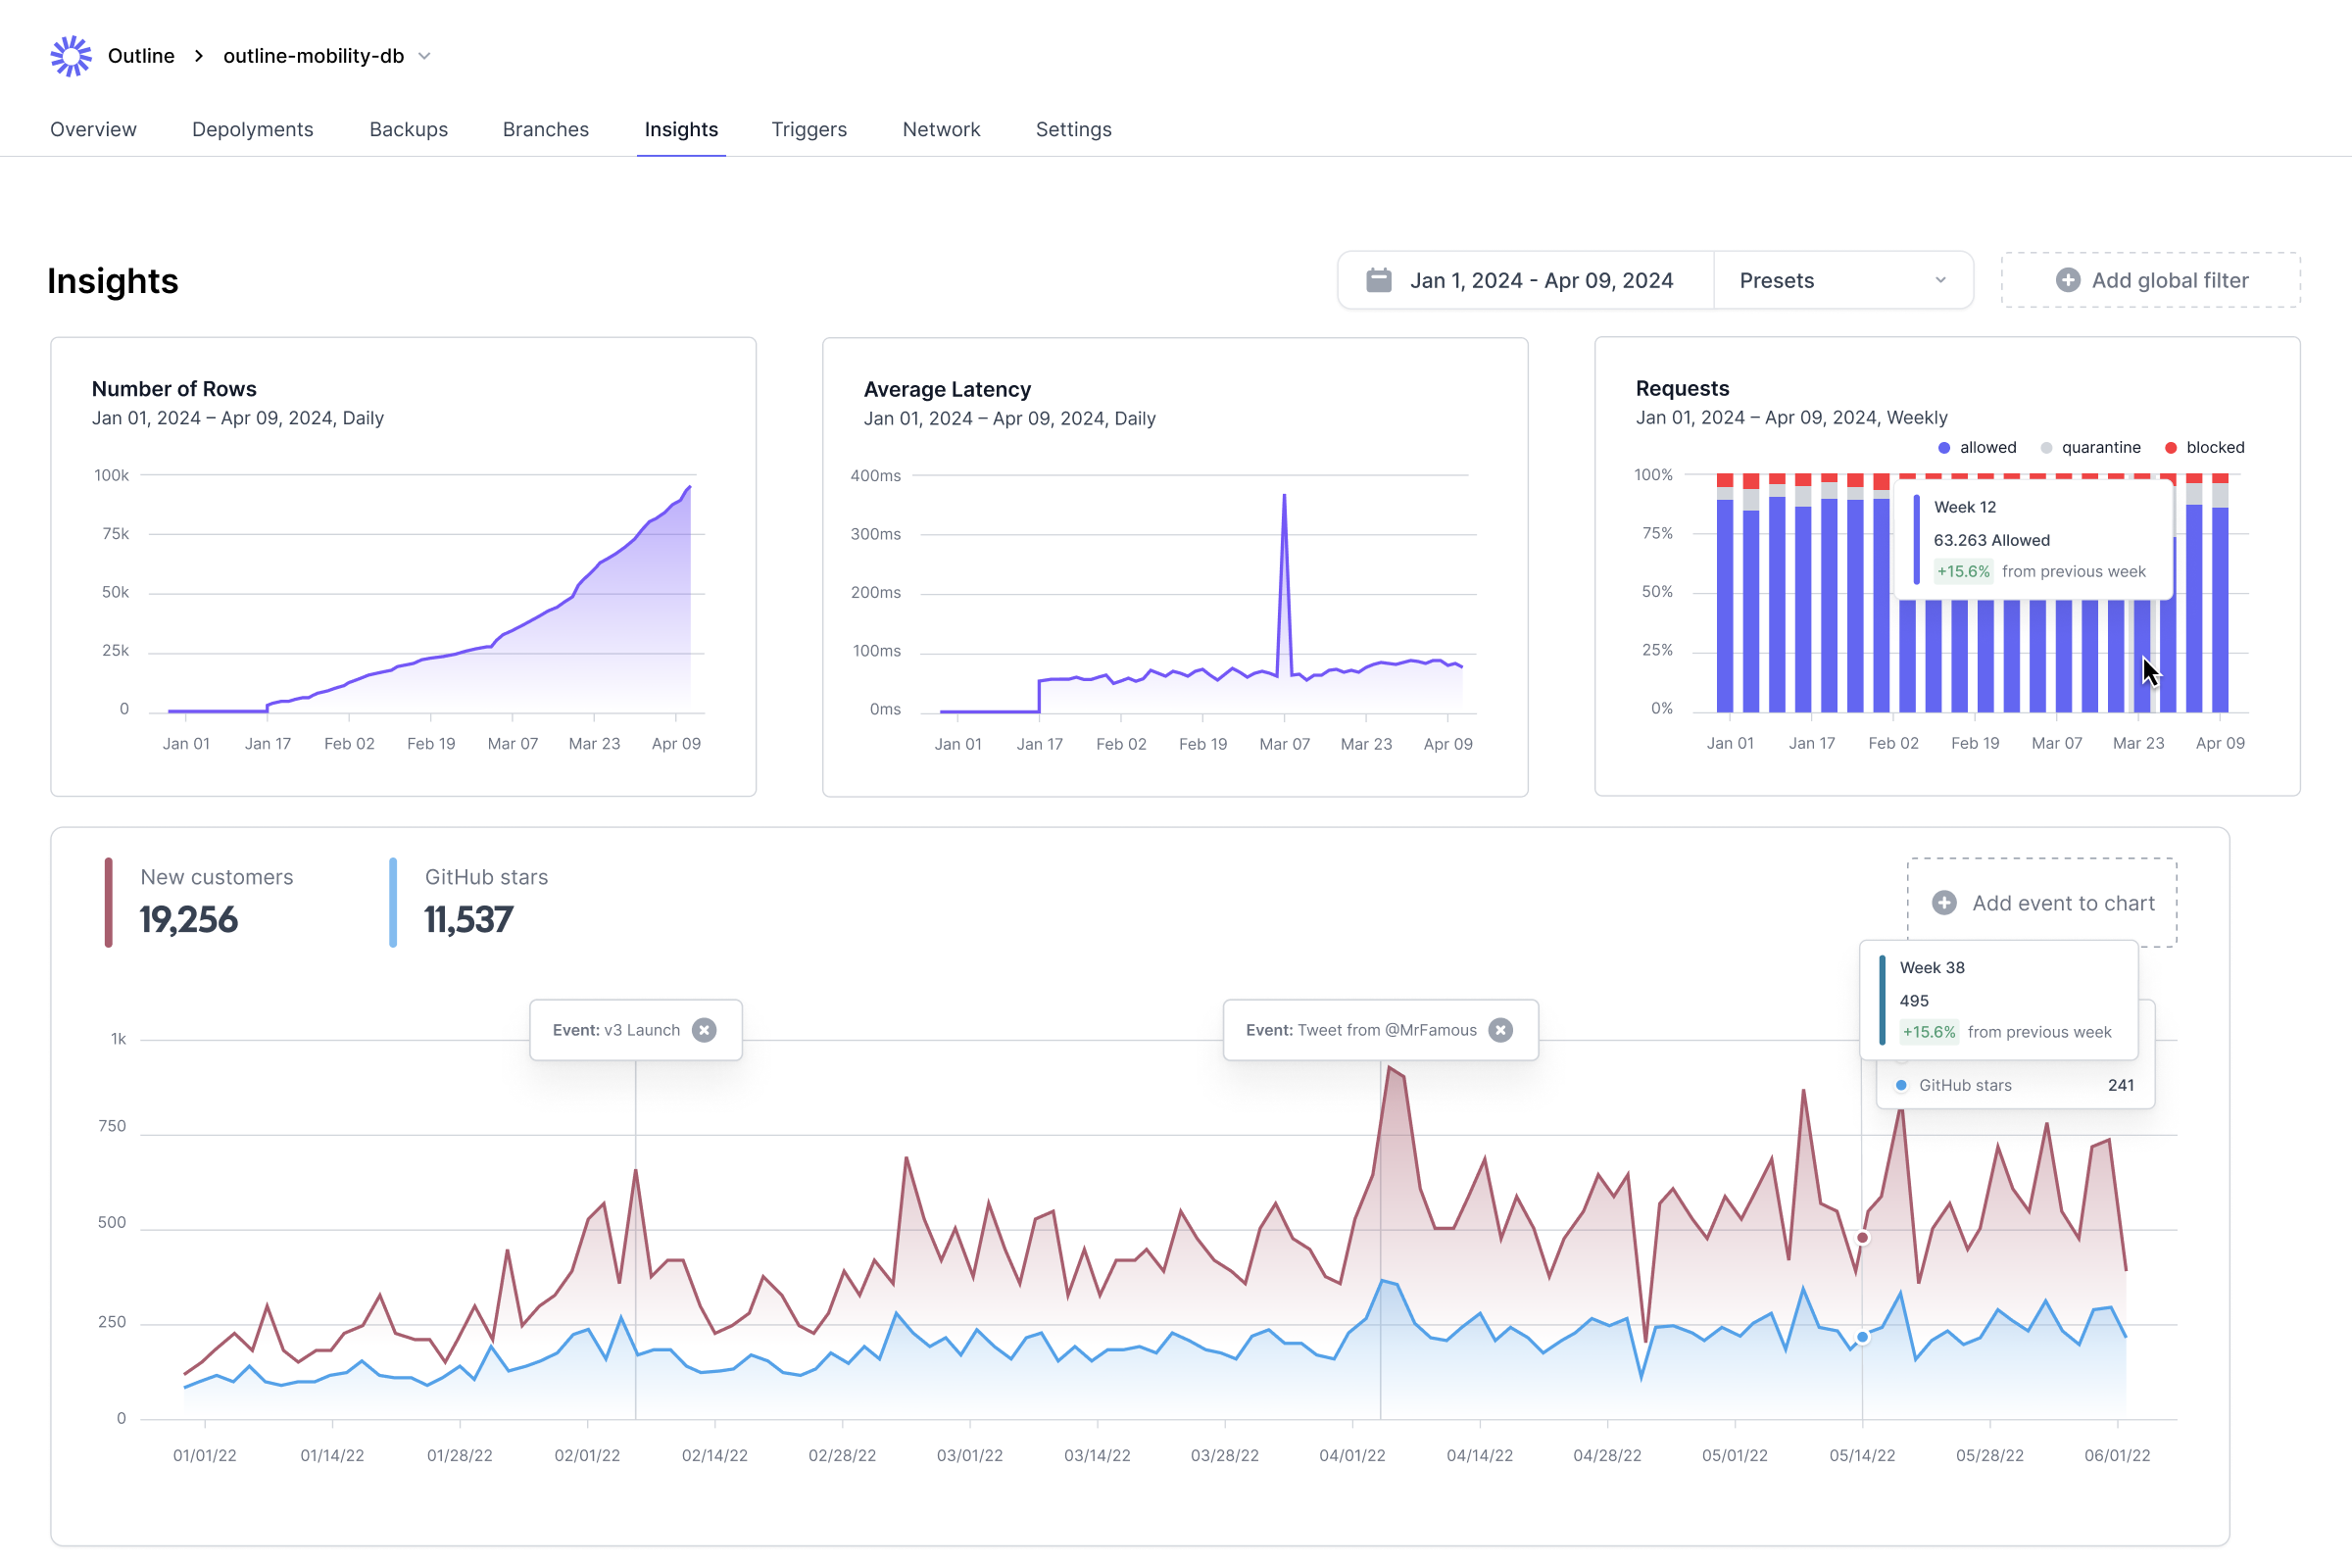 Outline
outline-mobility-db
Overview
Depolyments
Backups
Branches
Insights
Triggers
Network
Settings
Insights
Jan 1, 2024 - Apr 09, 2024
Presets
Add global filter
Number of Rows
Jan 01, 2024 – Apr 09, 2024, Daily
100k
75k
50k
25k
0
Jan 01
Jan 17
Feb 02
Feb 19
Mar 07
Mar 23
Apr 09
Average Latency
Jan 01, 2024 – Apr 09, 2024, Daily
400ms
300ms
200ms
100ms
0ms
Jan 01
Jan 17
Feb 02
Feb 19
Mar 07
Mar 23
Apr 09
Requests
Jan 01, 2024 – Apr 09, 2024, Weekly
allowed
quarantine
blocked
100%
75%
50%
25%
0%
Week 12
63.263 Allowed
+15.6% from previous week
Jan 01
Jan 17
Feb 02
Feb 19
Mar 07
Mar 23
Apr 09
New customers
19,256
GitHub stars
11,537
Add event to chart
Week 38
495
+15.6% from previous week
GitHub stars 241
Event: v3 Launch
Event: Tweet from @MrFamous
1k
750
500
250
0
01/01/22
01/14/22
01/28/22
02/01/22
02/14/22
02/28/22
03/01/22
03/14/22
03/28/22
04/01/22
04/14/22
04/28/22
05/01/22
05/14/22
05/28/22
06/01/22